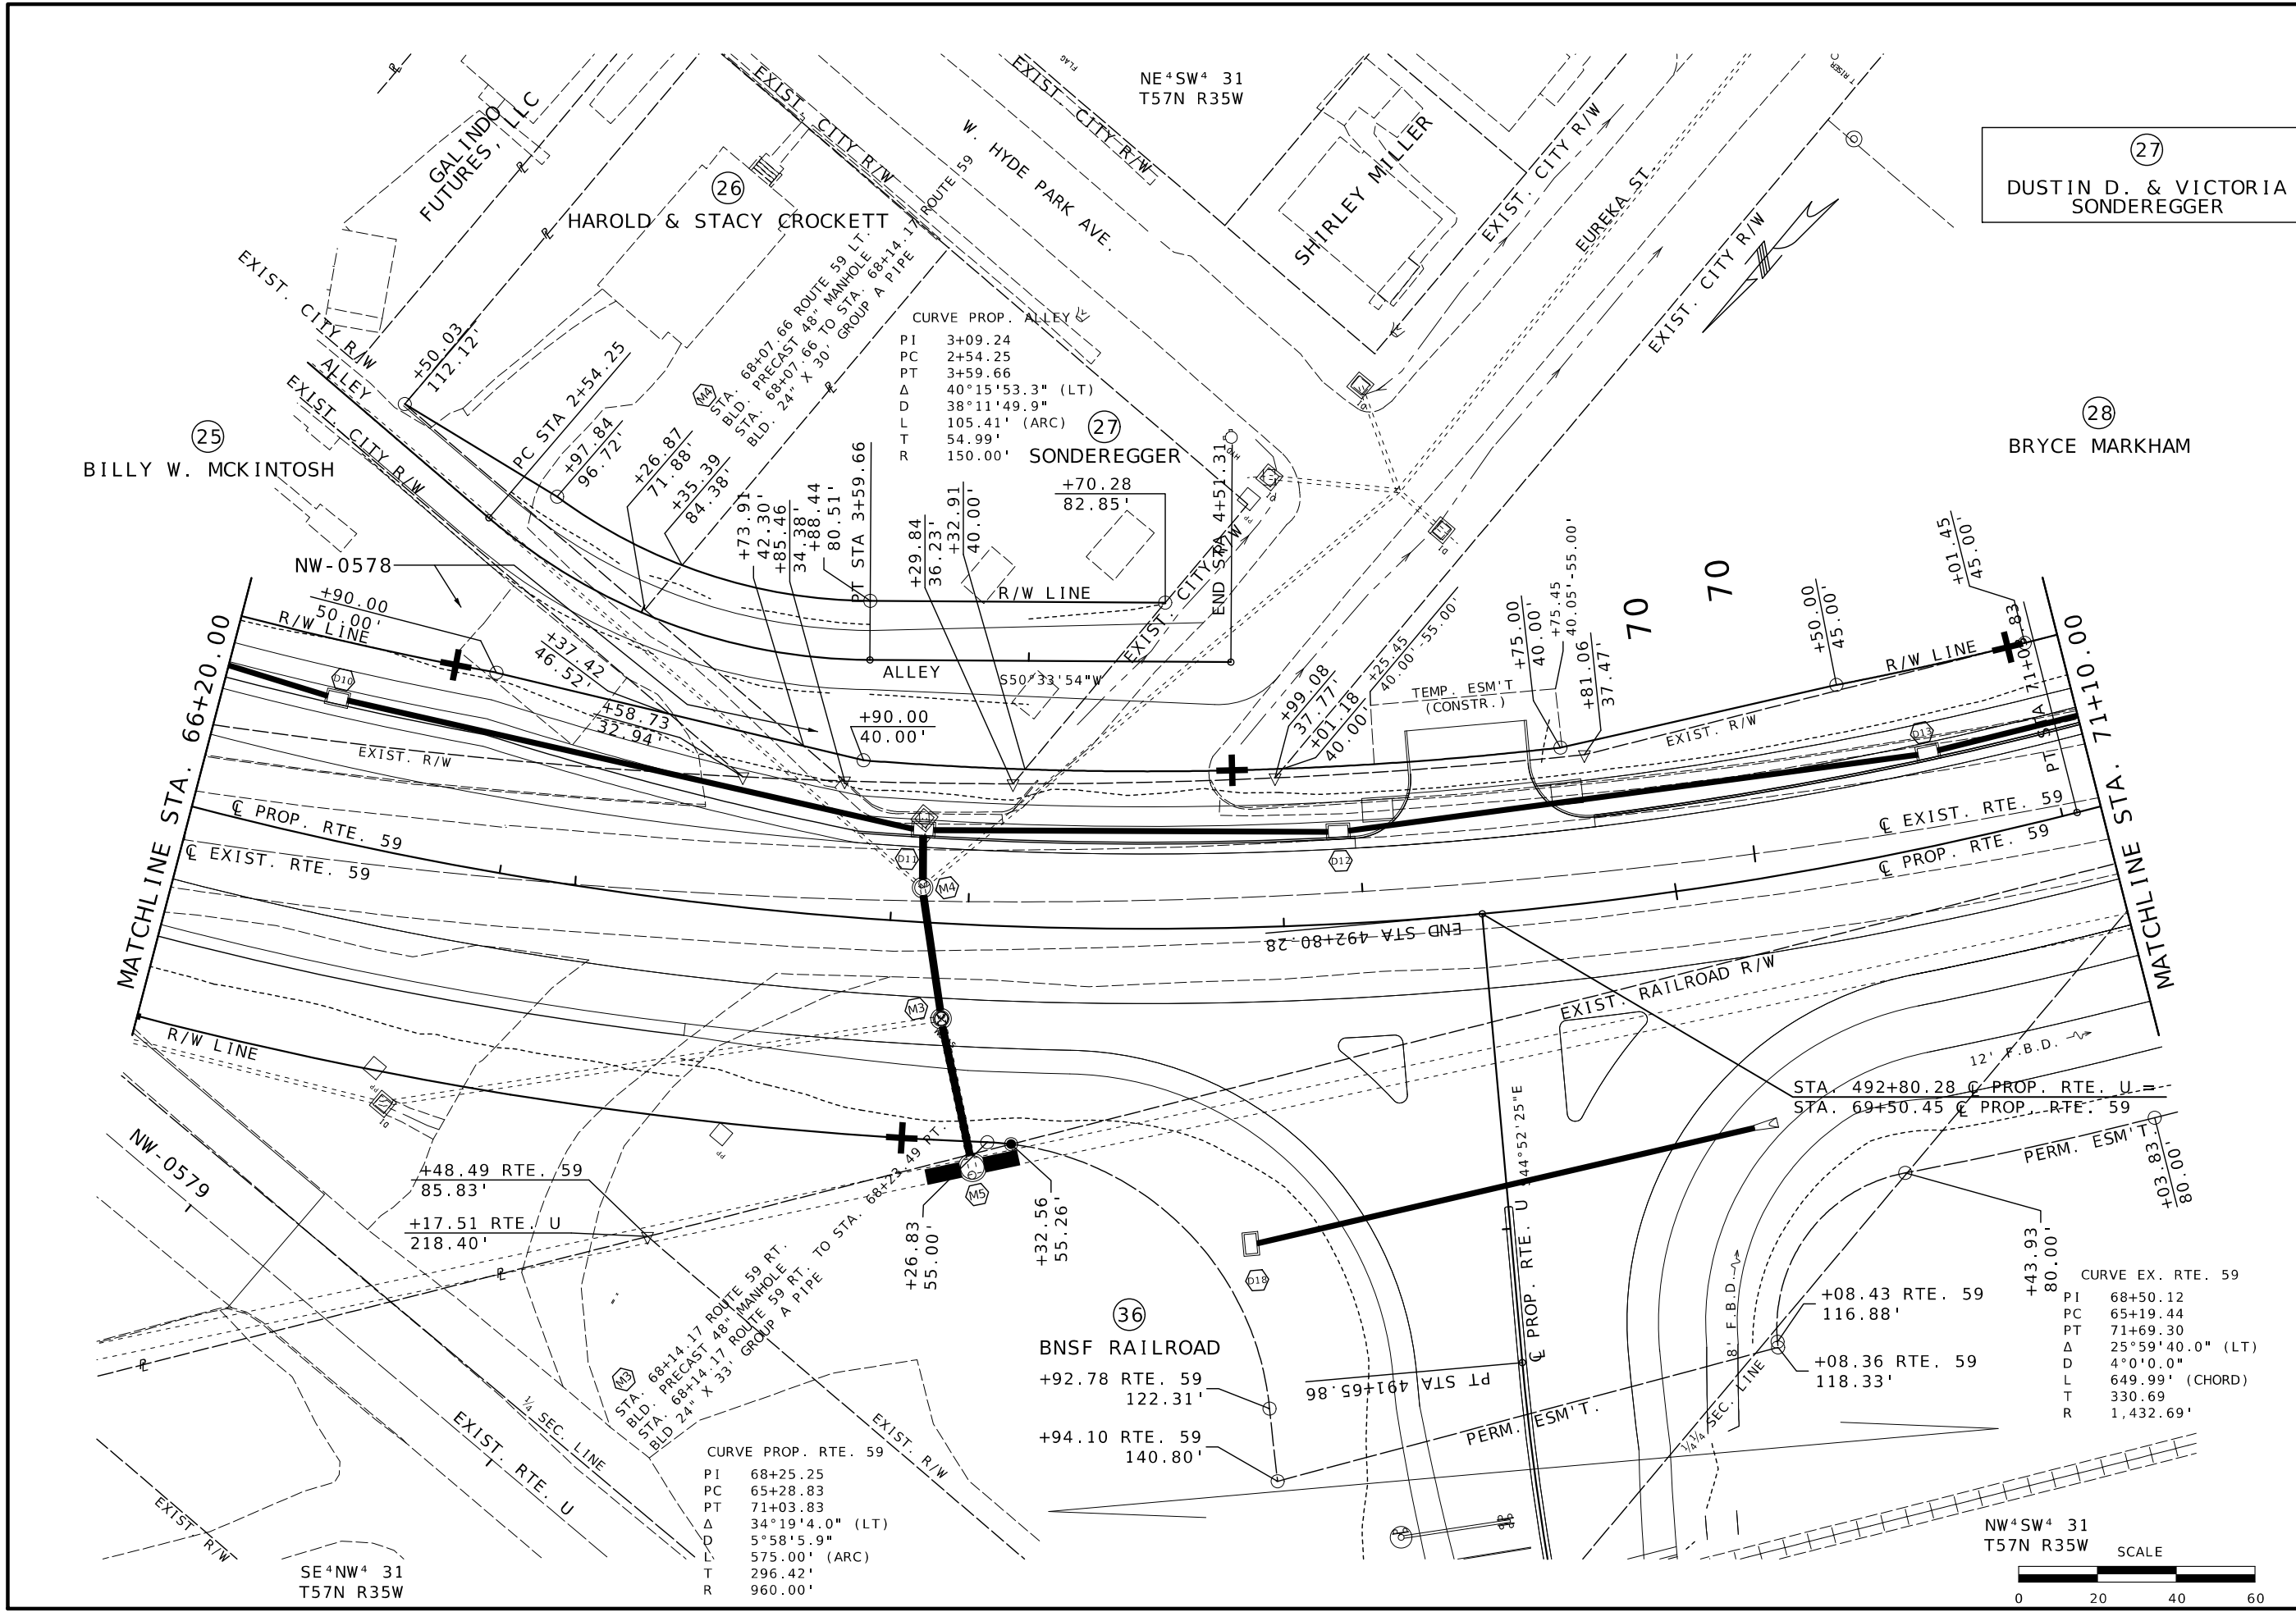 NE⁴SW⁴ 31
T57N R35W
27
DUSTIN D. & VICTORIA
SONDEREGGER
GALINDO
FUTURES, LLC
26
HAROLD & STACY CROCKETT
EXIST. CITY R/W
W. HYDE PARK AVE.
EXIST. CITY R/W
FLAG
SHIRLEY MILLER
EXIST. CITY R/W
EUREKA ST.
EXIST. CITY R/W
T RISER
EXIST. CITY R/W
ALLEY
EXIST. CITY R/W
+50.03
112.12'
PC STA 2+54.25
+97.84
96.72'
M4
STA. 68+07.66 ROUTE 59 LT.
BLD. PRECAST 48" MANHOLE
STA. 68+07.66 TO STA. 68+14.17 ROUTE 59
BLD. 24" X 30' GROUP A PIPE
CURVE PROP. ALLEY
PI 3+09.24
PC 2+54.25
PT 3+59.66
Δ 40°15'53.3" (LT)
D 38°11'49.9"
L 105.41' (ARC)
T 54.99'
R 150.00'
27
SONDEREGGER
+70.28
82.85'
28
BRYCE MARKHAM
25
BILLY W. MCKINTOSH
NW-0578
+26.87
71.88'
+35.39
84.38'
+73.91
42.30'
+85.46
34.38'
+88.44
80.51'
PT STA 3+59.66
+29.84
36.23'
+32.91
40.00'
END STA 4+51.31
HYD
R/W LINE
EXIST. CITY R/W
ALLEY
S50°33'54"W
+90.00
50.00'
R/W LINE
+37.42
46.52'
+58.73
32.94'
+90.00
40.00'
D10
EXIST. R/W
+99.08
37.77'
+01.18
40.00'
+25.45
40.00'-55.00'
TEMP. ESM'T
(CONSTR.)
+75.00
40.00'
+75.45
40.05'-55.00'
+81.06
37.47'
70
70
+50.00
45.00'
+01.45
45.00'
R/W LINE
EXIST. R/W
D13
PT STA 71+03.83
MATCHLINE STA. 66+20.00
MATCHLINE STA. 71+10.00
℄ PROP. RTE. 59
℄ EXIST. RTE. 59
D11
M4
D12
℄ EXIST. RTE. 59
℄ PROP. RTE. 59
END STA 492+80.28
EXIST. RAILROAD R/W
M3
R/W LINE
PP
DI
PP
12' F.B.D.
STA. 492+80.28 ℄ PROP. RTE. U =
STA. 69+50.45 ℄ PROP. RTE. 59
PERM. ESM'T.
+03.83
80.00'
NW-0579
+48.49 RTE. 59
85.83'
+17.51 RTE. U
218.40'
M5
+26.83
55.00'
+32.56
55.26'
D18
℄ PROP. RTE. U S44°52'25"E
8' F.B.D.
+43.93
80.00'
+08.43 RTE. 59
116.88'
+08.36 RTE. 59
118.33'
CURVE EX. RTE. 59
PI 68+50.12
PC 65+19.44
PT 71+69.30
Δ 25°59'40.0" (LT)
D 4°0'0.0"
L 649.99' (CHORD)
T 330.69
R 1,432.69'
M3
STA. 68+14.17 ROUTE 59 RT.
BLD. PRECAST 48" MANHOLE
STA. 68+14.17 ROUTE 59 RT. TO STA. 68+23.49 PT.
BLD 24" X 33' GROUP A PIPE
36
BNSF RAILROAD
+92.78 RTE. 59
122.31'
+94.10 RTE. 59
140.80'
PT STA 491+65.86
PERM. ESM'T.
¼¼ SEC. LINE
¼ SEC. LINE
EXIST. RTE. U
EXIST. R/W
EXIST. R/W
CURVE PROP. RTE. 59
PI 68+25.25
PC 65+28.83
PT 71+03.83
Δ 34°19'4.0" (LT)
D 5°58'5.9"
L 575.00' (ARC)
T 296.42'
R 960.00'
SE⁴NW⁴ 31
T57N R35W
NW⁴SW⁴ 31
T57N R35W
SCALE
0 20 40 60